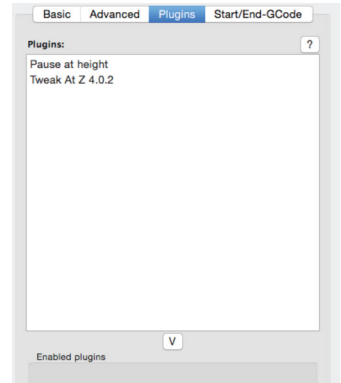 Basic Advanced Plugins Start/End-GCode
Plugins: ?
Pause at height
Tweak At Z 4.0.2
V
Enabled plugins